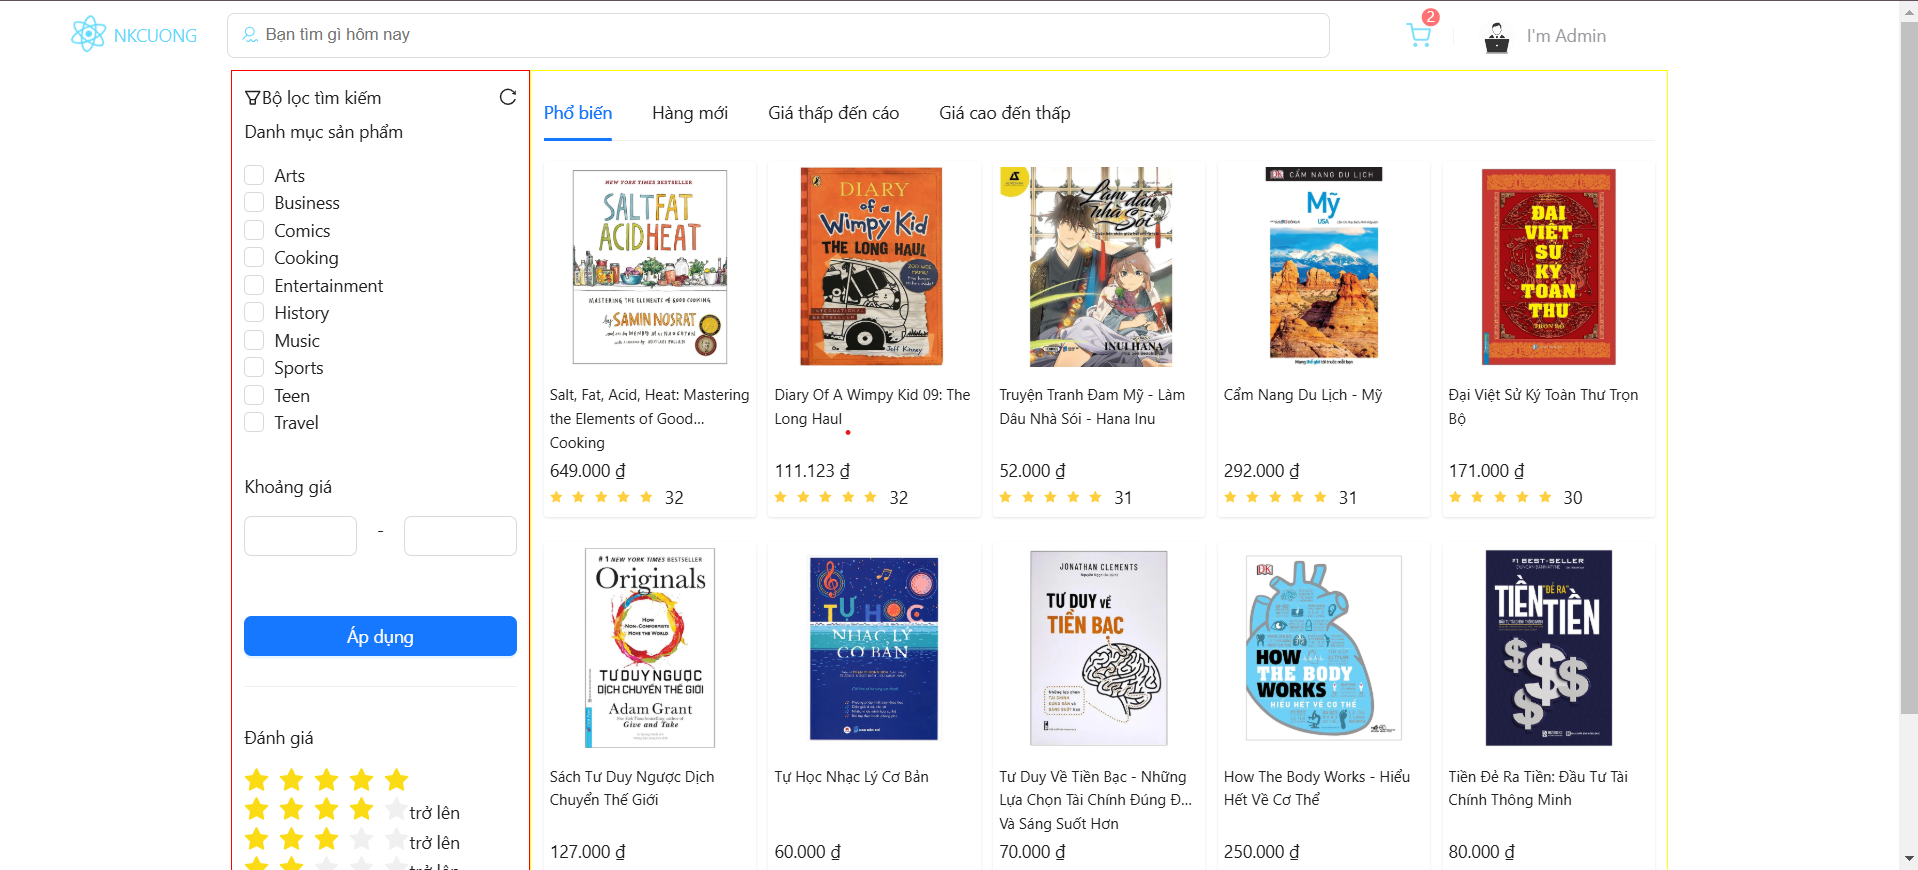 NKCUONG
Bạn tìm gì hôm nay
2
I'm Admin
Bộ lọc tìm kiếm
Danh mục sản phẩm
Arts
Business
Comics
Cooking
Entertainment
History
Music
Sports
Teen
Travel
Khoảng giá
-
Áp dụng
Đánh giá
trở lên
trở lên
trở lên
Phổ biến
Hàng mới
Giá thấp đến cáo
Giá cao đến thấp
NEW YORK TIMES BESTSELLER
SALT FAT
ACID HEAT
MASTERING THE ELEMENTS of GOOD COOKING
by SAMIN NOSRAT
Salt, Fat, Acid, Heat: Mastering
the Elements of Good...
Cooking
649.000 ₫
32
DIARY
of a
Wimpy Kid
THE LONG HAUL
Jeff Kinney
Diary Of A Wimpy Kid 09: The
Long Haul
111.123 ₫
32
Làm dâu
nhà Sói
INUI HANA
Truyện Tranh Đam Mỹ - Làm
Dâu Nhà Sói - Hana Inu
52.000 ₫
31
DK CẨM NANG DU LỊCH
Mỹ
USA
Cẩm Nang Du Lịch - Mỹ
292.000 ₫
31
ĐẠI
VIỆT
SỬ
KÝ
TOÀN
THƯ
TRỌN BỘ
Đại Việt Sử Ký Toàn Thư Trọn
Bộ
171.000 ₫
30
#1 NEW YORK TIMES BESTSELLER
Originals
HOW
NON-CONFORMISTS
MOVE THE WORLD
TƯ DUY NGƯỢC
DỊCH CHUYỂN THẾ GIỚI
Adam Grant
Give and Take
Sách Tư Duy Ngược Dịch
Chuyển Thế Giới
127.000 ₫
TỰ HỌC
NHẠC LÝ
CƠ BẢN
Tự Học Nhạc Lý Cơ Bản
60.000 ₫
JONATHAN CLEMENTS
TƯ DUY VỀ
TIỀN BẠC
Tư Duy Về Tiền Bạc - Những
Lựa Chọn Tài Chính Đúng Đ...
Và Sáng Suốt Hơn
70.000 ₫
DK
HOW
THE BODY
WORKS
HIỂU HẾT VỀ CƠ THỂ
How The Body Works - Hiểu
Hết Về Cơ Thể
250.000 ₫
#1 BEST-SELLER
TIỀN "ĐẺ RA"
TIỀN
Tiền Đẻ Ra Tiền: Đầu Tư Tài
Chính Thông Minh
80.000 ₫